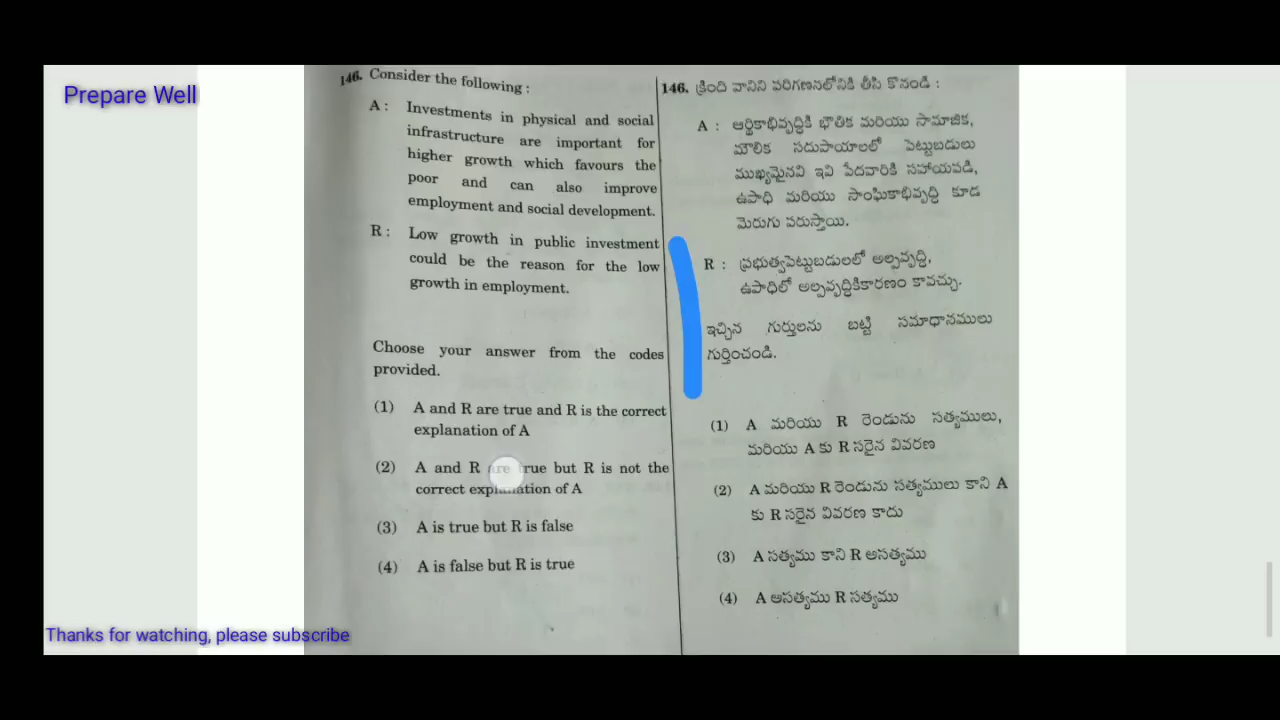 Prepare Well
146. Consider the following :
A : Investments in physical and social
infrastructure are important for
higher growth which favours the
poor and can also improve
employment and social development.
R : Low growth in public investment
could be the reason for the low
growth in employment.
Choose your answer from the codes
provided.
(1) A and R are true and R is the correct
explanation of A
(2) A and R are true but R is not the
correct explanation of A
(3) A is true but R is false
(4) A is false but R is true
146. క్రింది వానిని పరిగణనలోనికి తీసి కొనండి :
A : ఆర్థికాభివృద్ధికి భౌతిక మరియు సామాజిక,
మౌలిక సదుపాయాలలో పెట్టుబడులు
ముఖ్యమైనవి ఇవి పేదవారికి సహాయపడి,
ఉపాధి మరియు సాంఘికాభివృద్ధి కూడ
మెరుగు పరుస్తాయి.
R : ప్రభుత్వపెట్టుబడులలో అల్పవృద్ధి,
ఉపాధిలో అల్పవృద్ధికికారణం కావచ్చు.
ఇచ్చిన గుర్తులను బట్టి సమాధానములు
గుర్తించండి.
(1) A మరియు R రెండును సత్యములు,
మరియు A కు R సరైన వివరణ
(2) A మరియు R రెండును సత్యములు కాని A
కు R సరైన వివరణ కాదు
(3) A సత్యము కాని R అసత్యము
(4) A అసత్యము R సత్యము
Thanks for watching, please subscribe